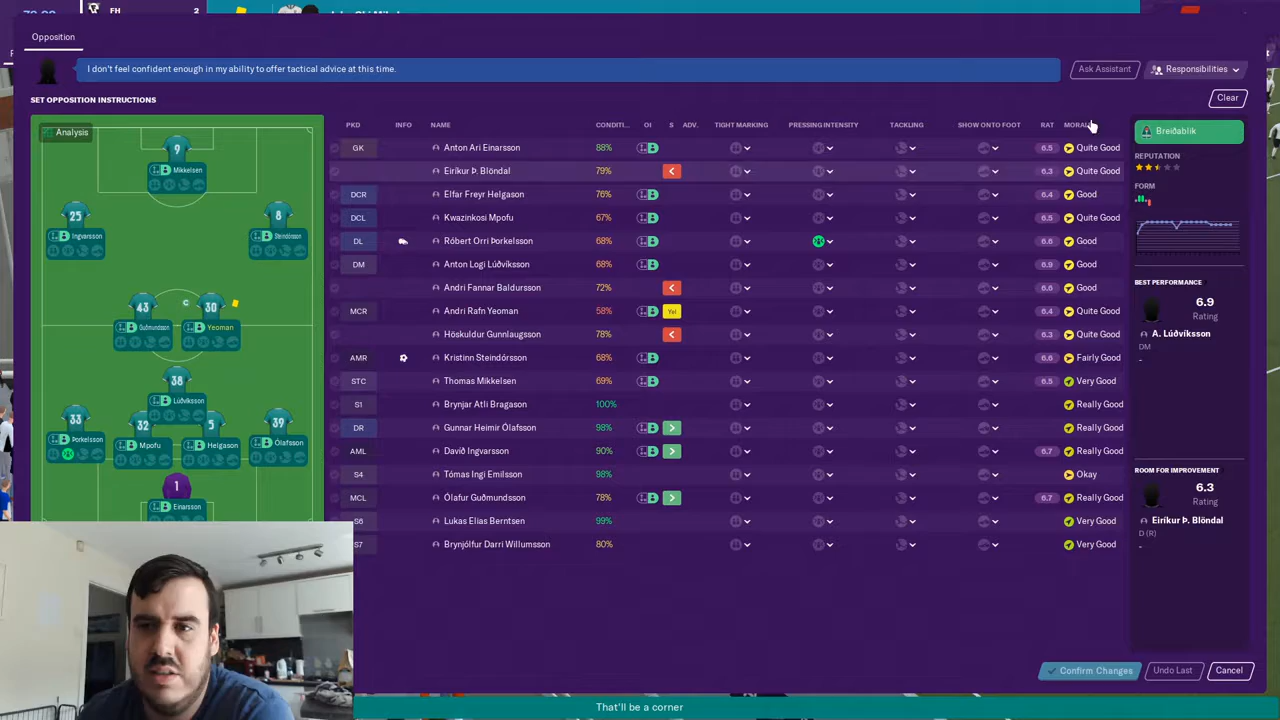 FH 2
Opposition
I don't feel confident enough in my ability to offer tactical advice at this time.
Ask Assistant
Responsibilities
SET OPPOSITION INSTRUCTIONS
Clear
Analysis
9
Mikkelsen
25
Ingvarsson
8
Steindórsson
43
Guðmundsson
C
30
Yeoman
38
Lúðvíksson
33
Þorkelsson
32
Mpofu
5
Helgason
39
Ólafsson
1
Einarsson
PKD INFO NAME CONDITI... OI S ADV. TIGHT MARKING PRESSING INTENSITY TACKLING SHOW ONTO FOOT RAT MORAL
GK Anton Ari Einarsson 88% 6.5 Quite Good
Eiríkur Þ. Blöndal 79% 6.3 Quite Good
DCR Elfar Freyr Helgason 76% 6.4 Good
DCL Kwazinkosi Mpofu 67% 6.5 Quite Good
DL Róbert Orri Þorkelsson 68% 6.6 Good
DM Anton Logi Lúðvíksson 68% 6.9 Good
Andri Fannar Baldursson 72% 6.6 Good
MCR Andri Rafn Yeoman 58% Yel 6.4 Quite Good
Höskuldur Gunnlaugsson 78% 6.3 Quite Good
AMR Kristinn Steindórsson 68% 6.6 Fairly Good
STC Thomas Mikkelsen 69% 6.5 Very Good
S1 Brynjar Atli Bragason 100% Really Good
DR Gunnar Heimir Ólafsson 98% Really Good
AML Davíð Ingvarsson 90% 6.7 Really Good
S4 Tómas Ingi Emilsson 98% Okay
MCL Ólafur Guðmundsson 78% 6.7 Really Good
S6 Lukas Elias Berntsen 99% Very Good
S7 Brynjólfur Darri Willumsson 80% Very Good
Breiðablik
REPUTATION
FORM
BEST PERFORMANCE
6.9
Rating
A. Lúðvíksson
DM
-
ROOM FOR IMPROVEMENT
6.3
Rating
Eiríkur Þ. Blöndal
D (R)
-
Confirm Changes
Undo Last
Cancel
That'll be a corner